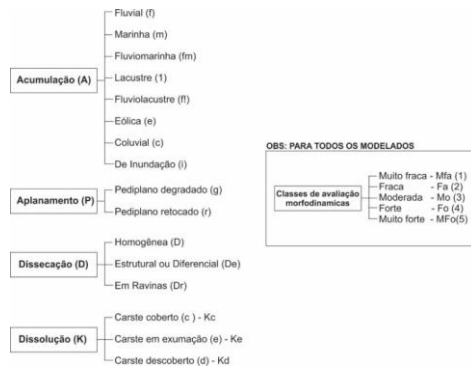 Fluvial (f)
Marinha (m)
Fluviomarinha (fm)
Acumulação (A)
Lacustre (1)
Fluviolacustre (fl)
Eólica (e)
Coluvial (c)
De Inundação (i)
Aplanamento (P)
Pediplano degradado (g)
Pediplano retocado (r)
Dissecação (D)
Homogênea (D)
Estrutural ou Diferencial (De)
Em Ravinas (Dr)
Dissolução (K)
Carste coberto (c ) - Kc
Carste em exumação (e) - Ke
Carste descoberto (d) - Kd
OBS: PARA TODOS OS MODELADOS
Classes de avaliação
morfodinamicas
Muito fraca - Mfa (1)
Fraca - Fa (2)
Moderada - Mo (3)
Forte - Fo (4)
Muito forte - MFo(5)